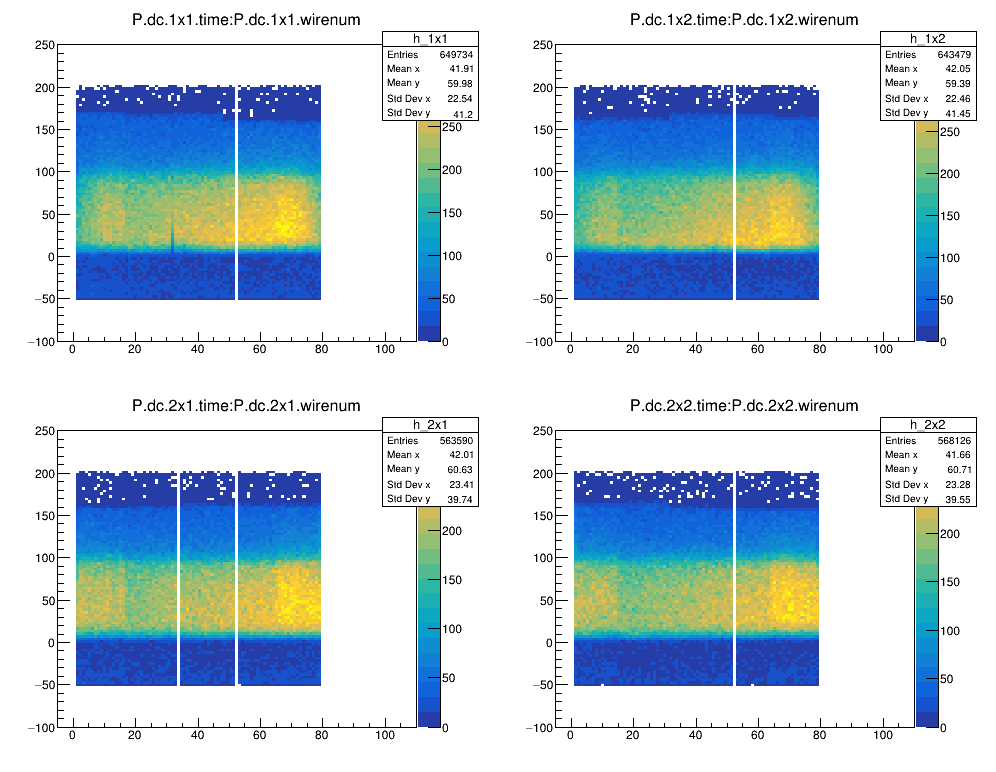 P.dc.1x1.time:P.dc.1x1.wirenum
h_1x1
Entries 649734
Mean x 41.91
Mean y 59.98
Std Dev x 22.54
Std Dev y 41.2
250
200
150
100
50
0
−50
−100
0 20 40 60 80 100
250
200
150
100
50
0
P.dc.1x2.time:P.dc.1x2.wirenum
h_1x2
Entries 643479
Mean x 42.05
Mean y 59.39
Std Dev x 22.46
Std Dev y 41.45
250
200
150
100
50
0
−50
−100
0 20 40 60 80 100
250
200
150
100
50
0
P.dc.2x1.time:P.dc.2x1.wirenum
h_2x1
Entries 563590
Mean x 42.01
Mean y 60.63
Std Dev x 23.41
Std Dev y 39.74
250
200
150
100
50
0
−50
−100
0 20 40 60 80 100
200
150
100
50
0
P.dc.2x2.time:P.dc.2x2.wirenum
h_2x2
Entries 568126
Mean x 41.66
Mean y 60.71
Std Dev x 23.28
Std Dev y 39.55
250
200
150
100
50
0
−50
−100
0 20 40 60 80 100
200
150
100
50
0